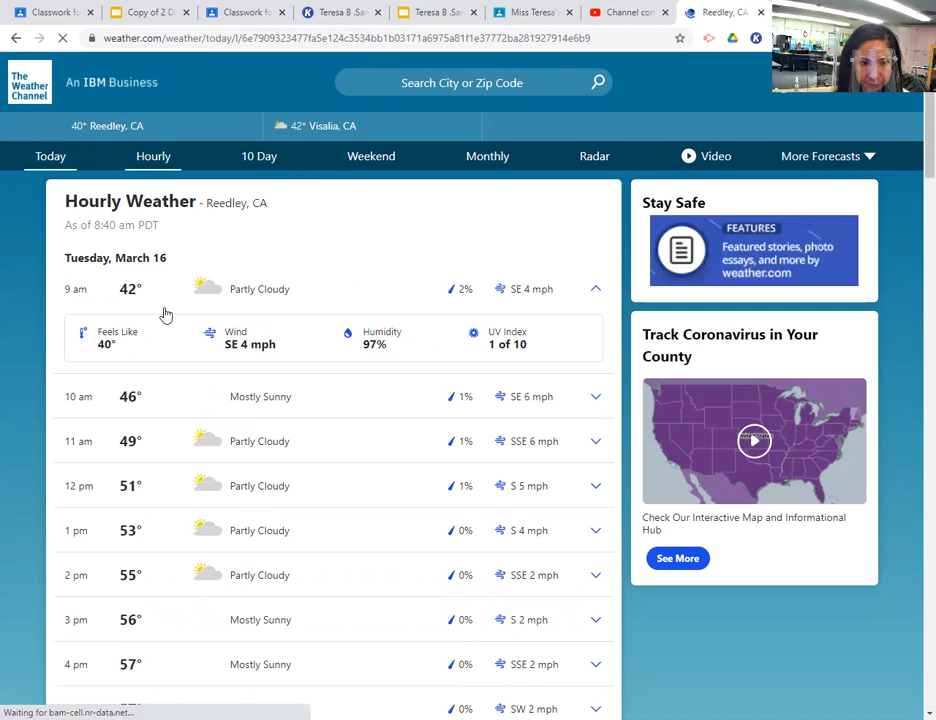 Classwork fo
Copy of 2 D
Classwork fo
Teresa B .Sar
Teresa B .Sar
Miss Teresa'
Channel con
Reedley, CA
weather.com/weather/today/l/6e7909323477fa5e124c3534bb1b03171a6975a81f1e37772ba281927914e6b9
The Weather Channel
An IBM Business
Search City or Zip Code
40° Reedley, CA
42° Visalia, CA
Today
Hourly
10 Day
Weekend
Monthly
Radar
Video
More Forecasts
Hourly Weather - Reedley, CA
As of 8:40 am PDT
Tuesday, March 16
9 am 42° Partly Cloudy 2% SE 4 mph
Feels Like Wind Humidity UV Index
40° SE 4 mph 97% 1 of 10
10 am 46° Mostly Sunny 1% SE 6 mph
11 am 49° Partly Cloudy 1% SSE 6 mph
12 pm 51° Partly Cloudy 1% S 5 mph
1 pm 53° Partly Cloudy 0% S 4 mph
2 pm 55° Partly Cloudy 0% SSE 2 mph
3 pm 56° Mostly Sunny 0% S 2 mph
4 pm 57° Mostly Sunny 0% SSE 2 mph
0% SW 2 mph
Stay Safe
FEATURES
Featured stories, photo
essays, and more by
weather.com
Track Coronavirus in Your
County
Check Our Interactive Map and Informational
Hub
See More
Waiting for bam-cell.nr-data.net...